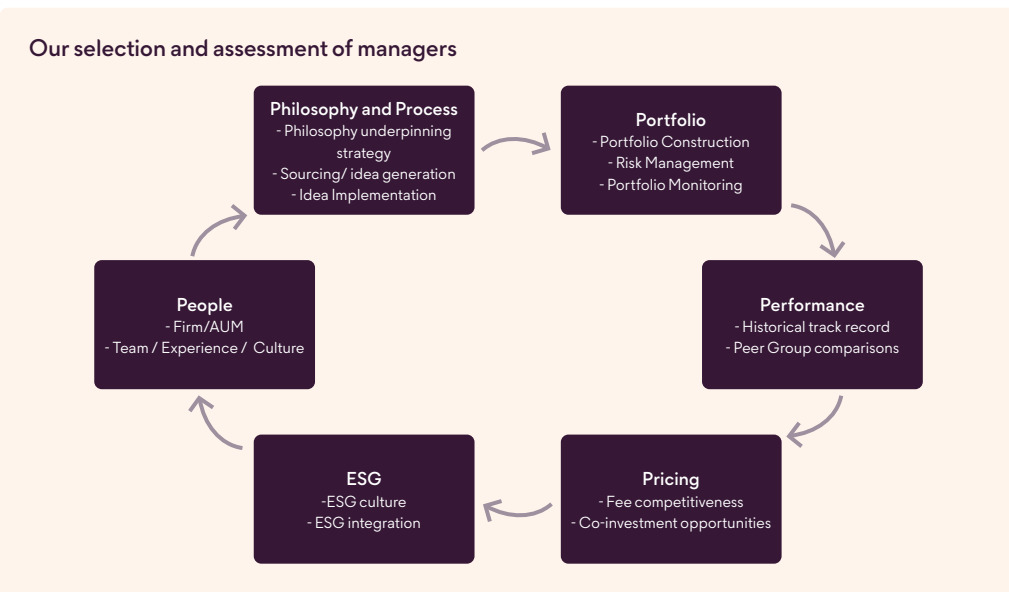 Our selection and assessment of managers
Philosophy and Process
- Philosophy underpinning
strategy
- Sourcing/ idea generation
- Idea Implementation
Portfolio
- Portfolio Construction
- Risk Management
- Portfolio Monitoring
People
- Firm/AUM
- Team / Experience / Culture
Performance
- Historical track record
- Peer Group comparisons
ESG
-ESG culture
- ESG integration
Pricing
- Fee competitiveness
- Co-investment opportunities